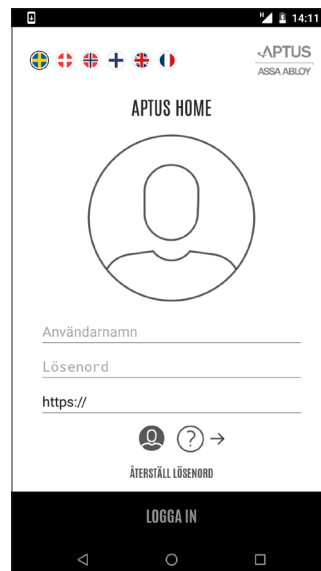 H 14:11
APTUS
ASSA ABLOY
APTUS HOME
Användarnamn
Lösenord
https://
?
ÅTERSTÄLL LÖSENORD
LOGGA IN